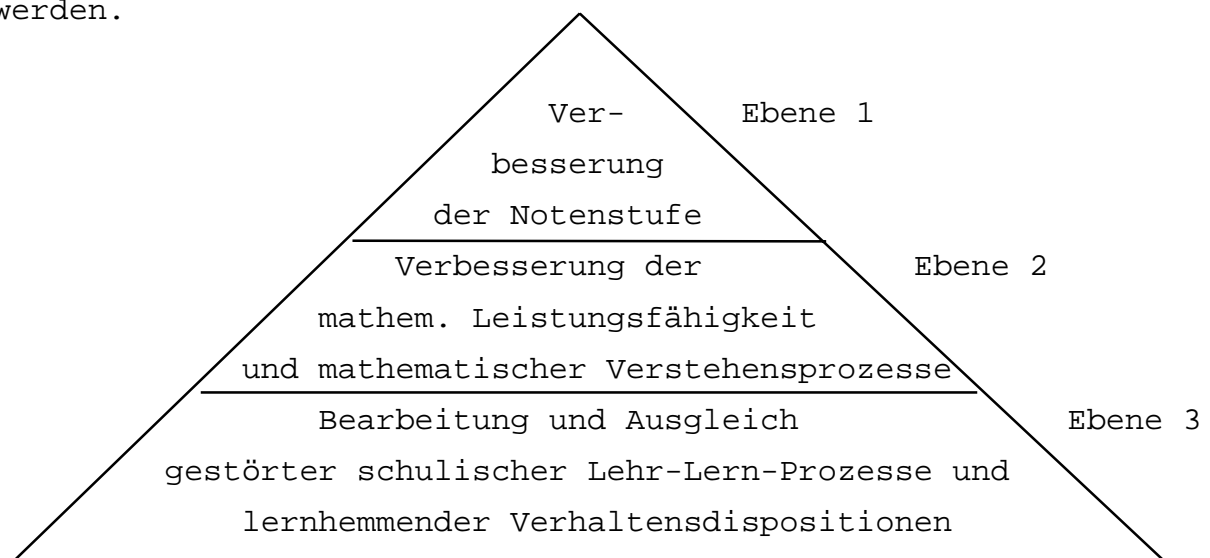 werden.
Ver- Ebene 1
besserung
der Notenstufe
Verbesserung der Ebene 2
mathem. Leistungsfähigkeit
und mathematischer Verstehensprozesse
Bearbeitung und Ausgleich Ebene 3
gestörter schulischer Lehr-Lern-Prozesse und
lernhemmender Verhaltensdispositionen